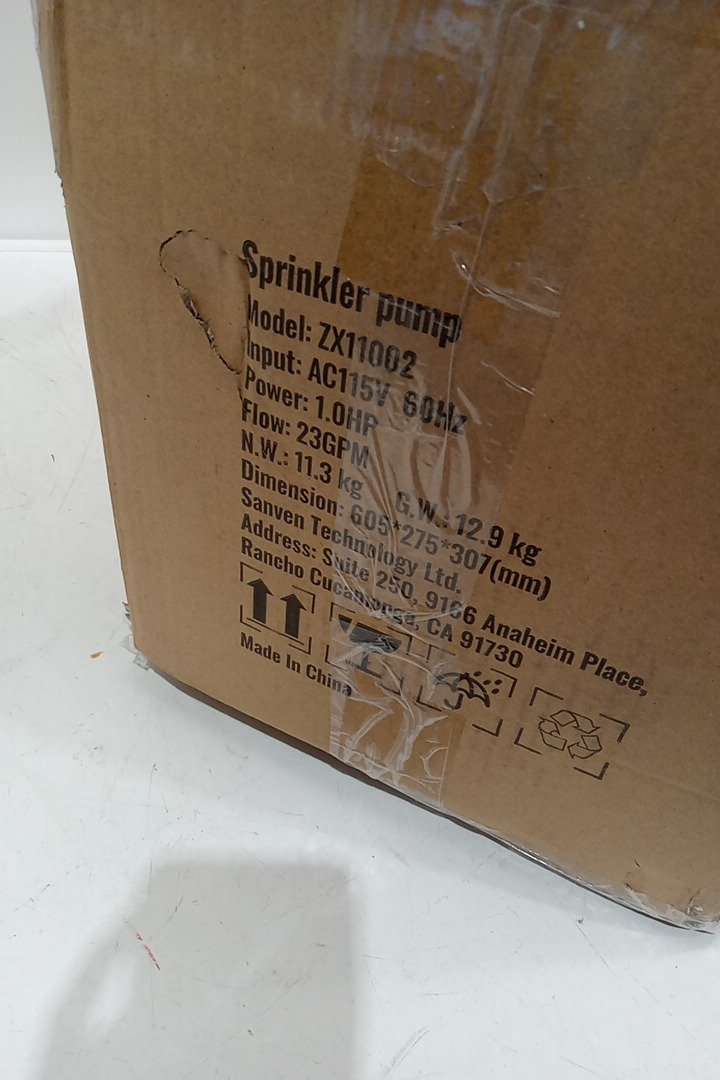 Sprinkler pump
Model: ZX11002
Input: AC115V 60Hz
Power: 1.0HP
Flow: 23GPM
N.W.: 11.3 kg G.W.: 12.9 kg
Dimension: 605*275*307(mm)
Sanven Technology Ltd.
Address: Suite 250, 9166 Anaheim Place,
Rancho Cucamonga, CA 91730
Made In China